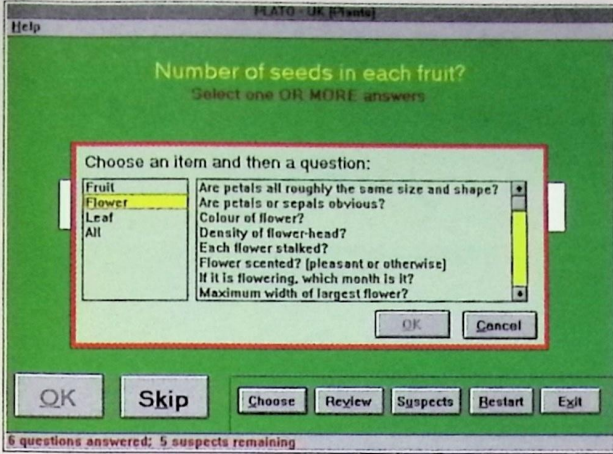 PLATO - UK (Plants)
Help
Number of seeds in each fruit?
Select one OR MORE answers
Choose an item and then a question:
Fruit
Flower
Leaf
All
Are petals all roughly the same size and shape?
Are petals or sepals obvious?
Colour of flower?
Density of flower-head?
Each flower stalked?
Flower scented? (pleasant or otherwise)
If it is flowering, which month is it?
Maximum width of largest flower?
OK Cancel
OK Skip Choose Review Suspects Restart Exit
6 questions answered; 5 suspects remaining